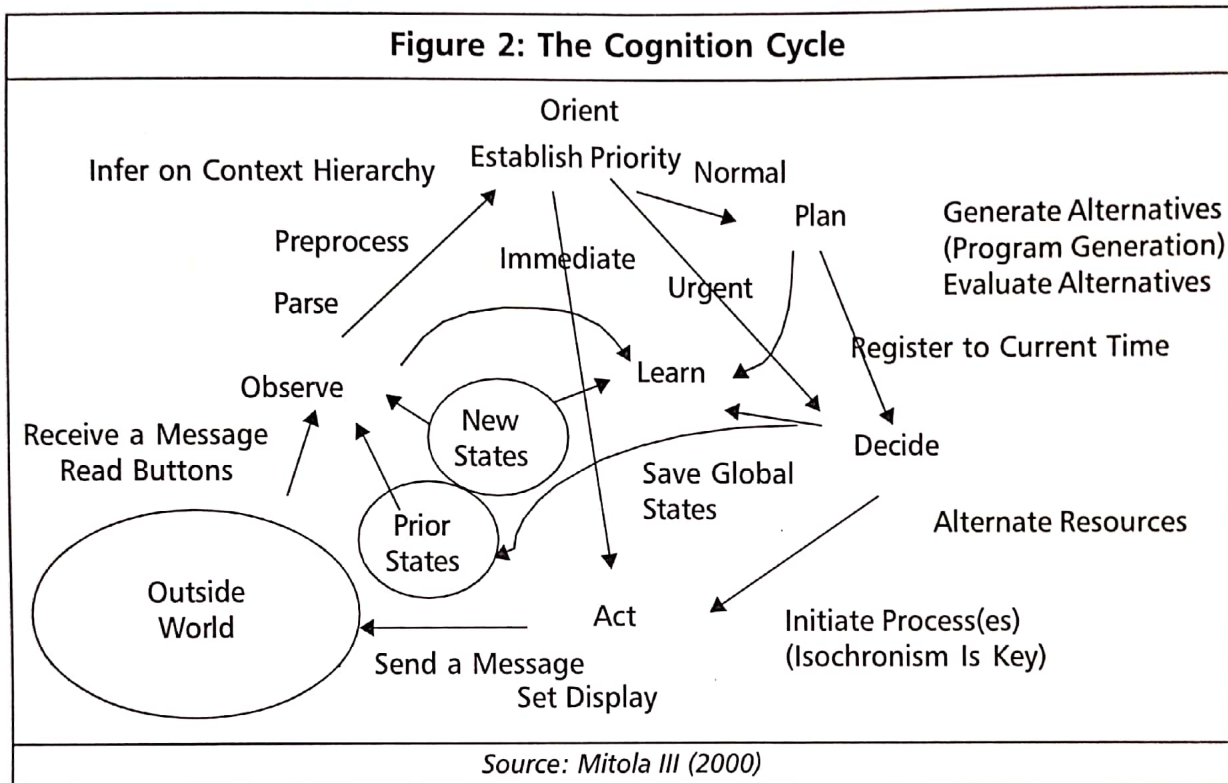 Figure 2: The Cognition Cycle
Orient
Establish Priority
Infer on Context Hierarchy
Normal
Plan
Generate Alternatives
(Program Generation)
Evaluate Alternatives
Preprocess
Immediate
Parse
Urgent
Register to Current Time
Learn
Observe
New
States
Receive a Message
Read Buttons
Decide
Save Global
States
Prior
States
Alternate Resources
Outside
World
Act
Initiate Process(es)
(Isochronism Is Key)
Send a Message
Set Display
Source: Mitola III (2000)